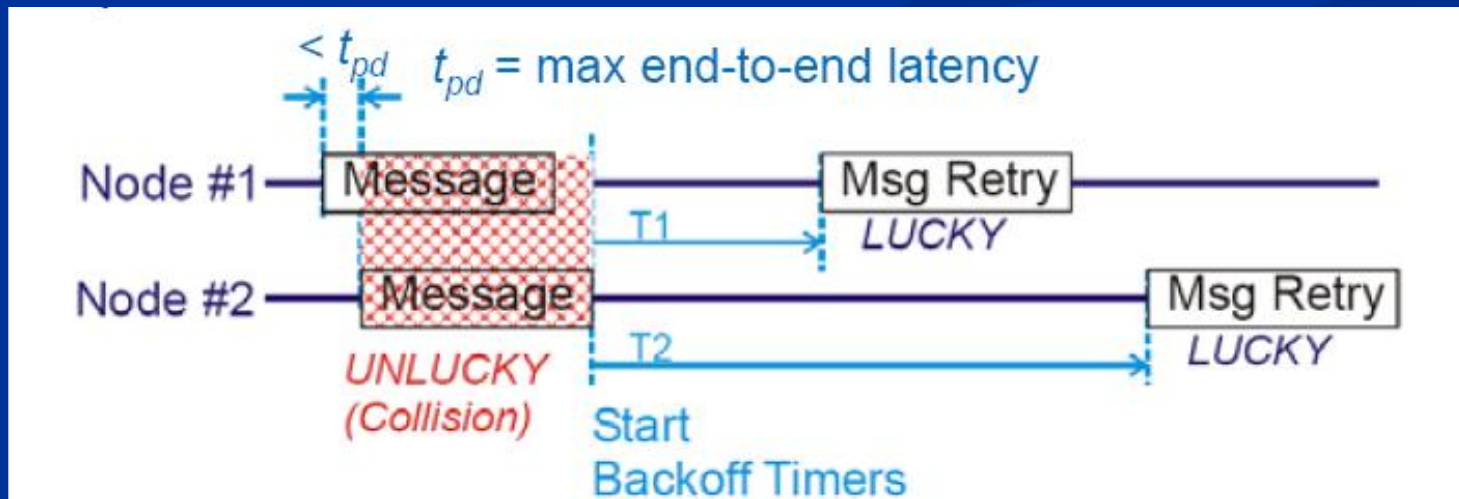 < tpd
tpd = max end-to-end latency
Node #1
Message
Msg Retry
T1
LUCKY
Node #2
Message
Msg Retry
T2
LUCKY
UNLUCKY
(Collision)
Start
Backoff Timers